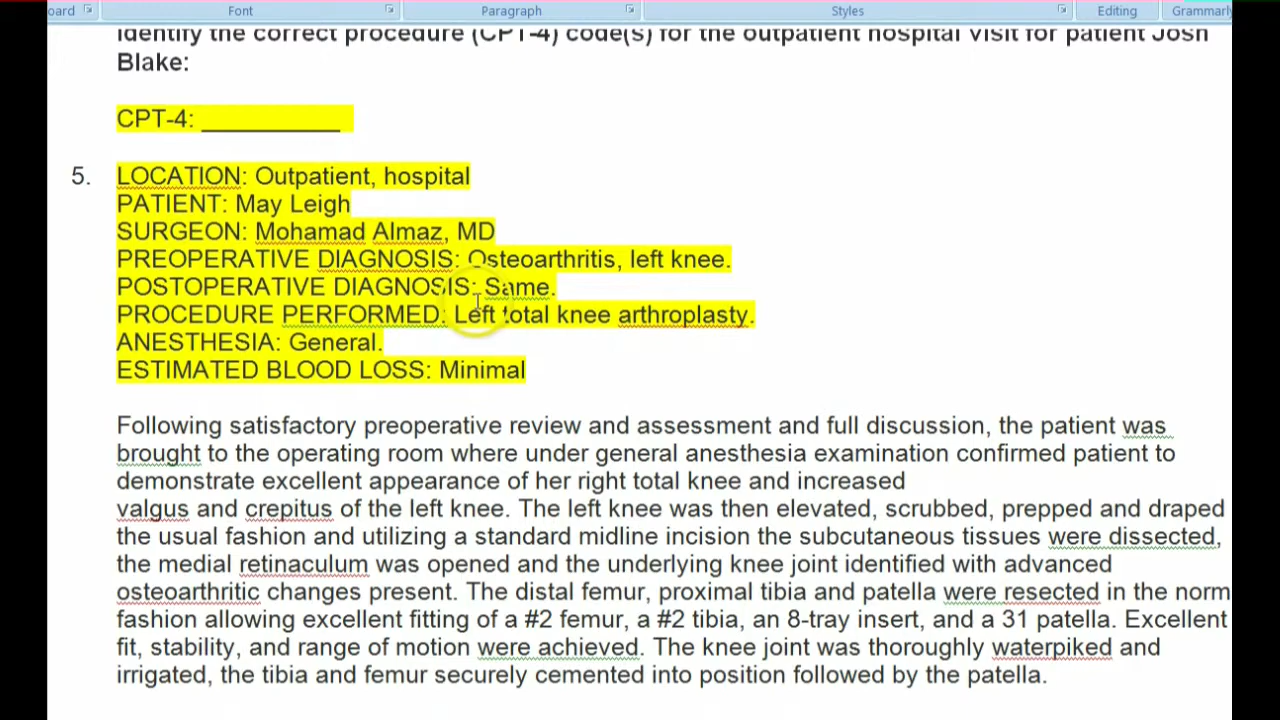 oard Font Paragraph Styles Editing Grammarly
Identify the correct procedure (CPT-4) code(s) for the outpatient hospital visit for patient Josh
Blake:
CPT-4: __________
5. LOCATION: Outpatient, hospital
PATIENT: May Leigh
SURGEON: Mohamad Almaz, MD
PREOPERATIVE DIAGNOSIS: Osteoarthritis, left knee.
POSTOPERATIVE DIAGNOSIS: Same.
PROCEDURE PERFORMED: Left total knee arthroplasty.
ANESTHESIA: General.
ESTIMATED BLOOD LOSS: Minimal
Following satisfactory preoperative review and assessment and full discussion, the patient was
brought to the operating room where under general anesthesia examination confirmed patient to
demonstrate excellent appearance of her right total knee and increased
valgus and crepitus of the left knee. The left knee was then elevated, scrubbed, prepped and draped
the usual fashion and utilizing a standard midline incision the subcutaneous tissues were dissected,
the medial retinaculum was opened and the underlying knee joint identified with advanced
osteoarthritic changes present. The distal femur, proximal tibia and patella were resected in the norm
fashion allowing excellent fitting of a #2 femur, a #2 tibia, an 8-tray insert, and a 31 patella. Excellent
fit, stability, and range of motion were achieved. The knee joint was thoroughly waterpiked and
irrigated, the tibia and femur securely cemented into position followed by the patella.